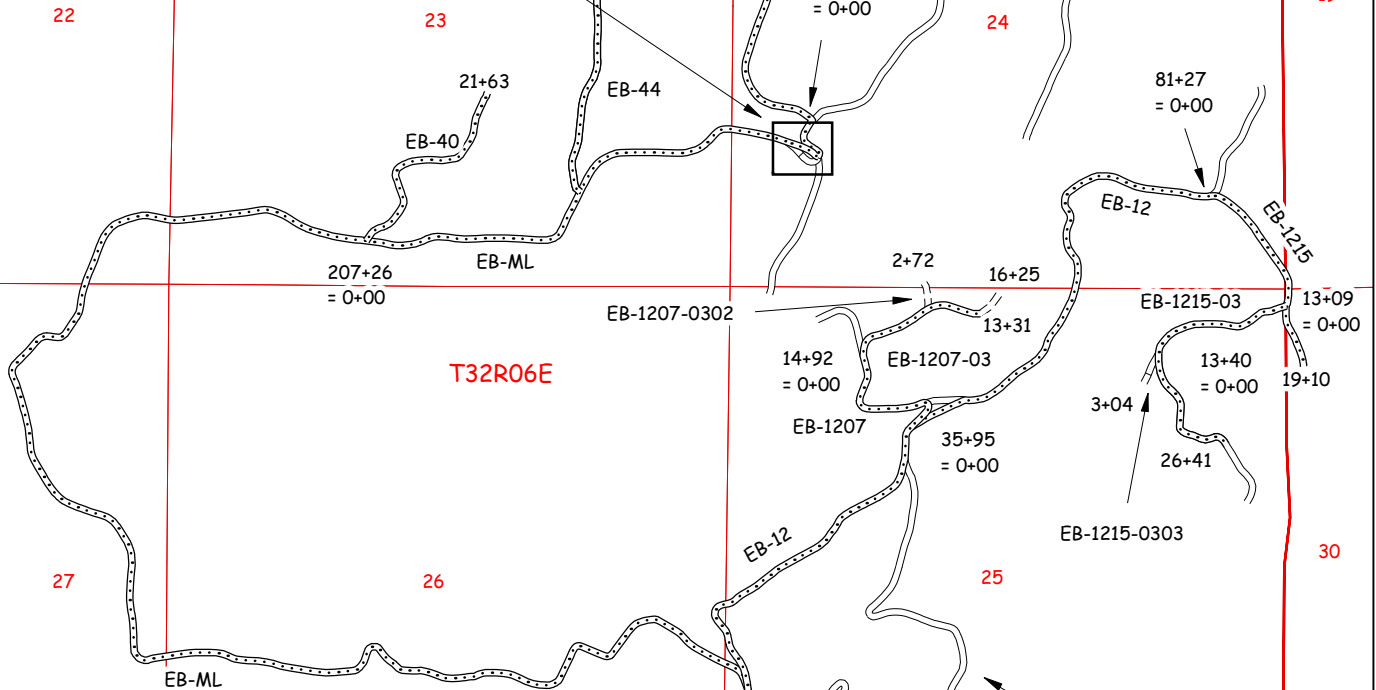 = 0+00
22
23
24
21+63
EB-44
81+27
= 0+00
EB-40
EB-12
EB-1215
EB-ML
2+72
16+25
207+26
= 0+00
EB-1207-0302
13+31
EB-1215-03
13+09
= 0+00
14+92
= 0+00
EB-1207-03
13+40
= 0+00
19+10
T32R06E
3+04
EB-1207
35+95
= 0+00
26+41
EB-12
EB-1215-0303
30
27
26
25
EB-ML